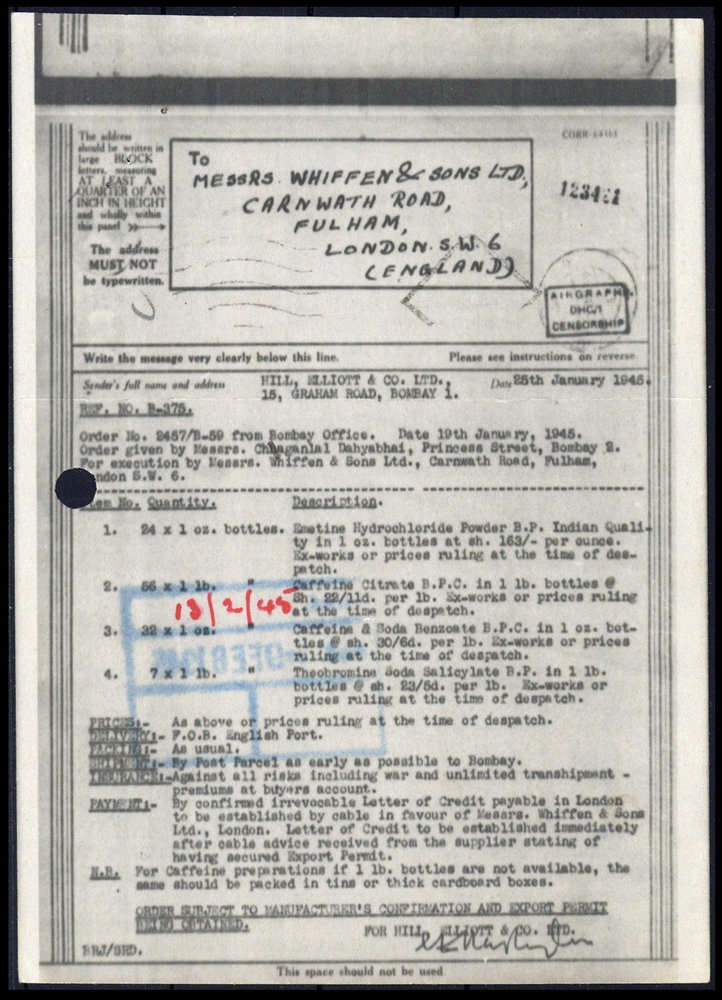 The address
should be written in
large BLOCK
letters, measuring
AT LEAST A
QUARTER OF AN
INCH IN HEIGHT
and wholly within
this panel
The address
MUST NOT
be typewritten.
To
MESSRS. WHIFFEN & SONS LTD,
CARNWATH ROAD,
FULHAM,
LONDON. S.W. 6
(ENGLAND)
AIRGRAPH
DHC/1
CENSORSHIP
Write the message very clearly below this line.
Please see instructions on reverse
Sender's full name and address
HILL, ELLIOTT & CO. LTD.,
15, GRAHAM ROAD, BOMBAY 1.
Date 25th January 1945.
REF. NO. B-375.
Order No. 2457/B-59 from Bombay Office. Date 19th January, 1945.
Order given by Messrs. Chhaganlal Dahyabhai, Princess Street, Bombay 2.
For execution by Messrs. Whiffen & Sons Ltd., Carnwath Road, Fulham,
ondon S.W. 6.
tem No. Quantity. Description.
1. 24 x 1 oz. bottles. Emetine Hydrochloride Powder B.P. Indian Quali-
ty in 1 oz. bottles at sh. 163/- per ounce.
Ex-works or prices ruling at the time of des-
patch.
2. 56 x 1 lb. " Caffeine Citrate B.P.C. in 1 lb. bottles @
Sh. 22/11d. per lb. Ex-works or prices ruling
at the time of despatch.
13/2/45
3. 32 x 1 oz. " Caffeine & Soda Benzoate B.P.C. in 1 oz. bot-
tles @ sh. 30/6d. per lb. Ex-works or prices
ruling at the time of despatch.
4. 7 x 1 lb. " Theobromine Soda Salicylate B.P. in 1 lb.
bottles @ sh. 23/5d. per lb. Ex-works or
prices ruling at the time of despatch.
PRICES:- As above or prices ruling at the time of despatch.
DELIVERY:- F.O.B. English Port.
PACKING:- As usual.
SHIPMENT:- By Post Parcel as early as possible to Bombay.
INSURANCE:-Against all risks including war and unlimited transhipment -
premiums at buyers account.
PAYMENT:- By confirmed irrevocable Letter of Credit payable in London
to be established by cable in favour of Messrs. Whiffen & Sons
Ltd., London. Letter of Credit to be established immediately
after cable advice received from the supplier stating of
having secured Export Permit.
N.B. For Caffeine preparations if 1 lb. bottles are not available, the
same should be packed in tins or thick cardboard boxes.
ORDER SUBJECT TO MANUFACTURER'S CONFIRMATION AND EXPORT PERMIT
BEING OBTAINED.
FOR HILL, ELLIOTT & CO. LTD.
BRJ/SHD.
This space should not be used